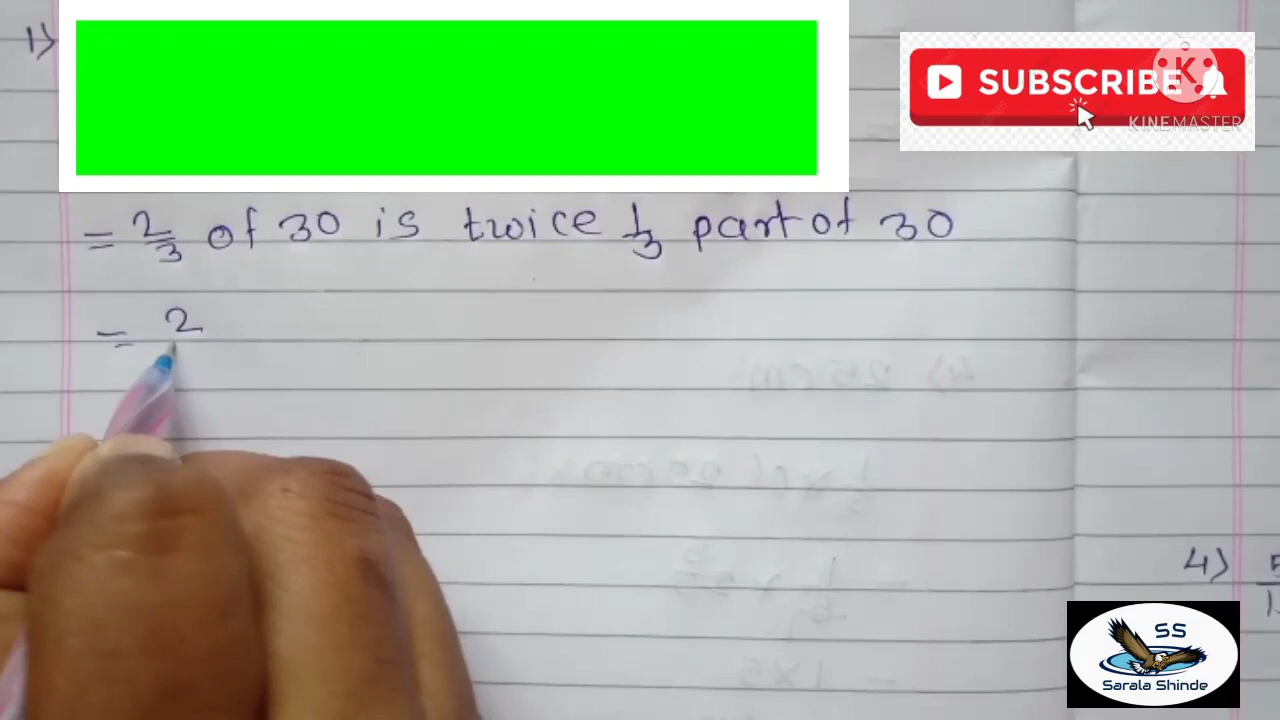 1)
SUBSCRIBE
KINEMASTER
= 2/3 of 30 is twice 1/3 part of 30
= 2
4)
SS
Sarala Shinde